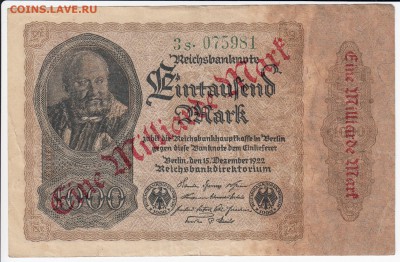 COINS.ЛАVE.RU
3s· 075981
Reichsbanknote
Eintausend
Mark
zahlt die Reichsbankhauptkasse in Berlin
gegen diese Banknote dem Einlieferer
Berlin, den 15. Dezember 1922
Reichsbankdirektorium
1000
Eine Milliarde Mark
Eine Milliarde Mark